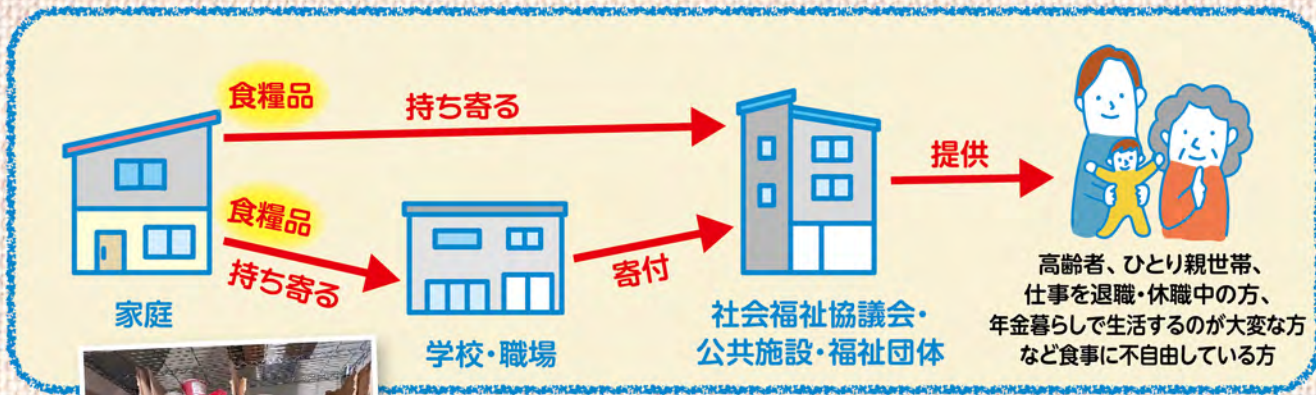 食糧品
持ち寄る
食糧品
持ち寄る
寄付
提供
家庭
学校・職場
社会福祉協議会・
公共施設・福祉団体
高齢者、ひとり親世帯、
仕事を退職・休職中の方、
年金暮らしで生活するのが大変な方
など食事に不自由している方